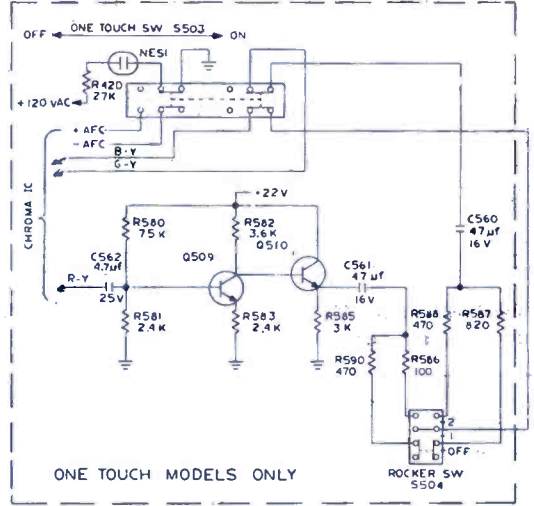 ONE TOUCH SW S503
OFF ON
NE51
R420
27K
+120 VAC
+ AFC
- AFC
B-Y
G-Y
CHROMA IC
+22V
R580
75K
R582
3.6K
Q510
C562
4.7µf
Q509
R-Y
25V
C561
47µf
16V
C560
47µf
16V
R581
2.4K
R583
2.4K
R585
3K
R588
470
R587
820
R590
470
R586
100
2
1
OFF
ROCKER SW
S504
ONE TOUCH MODELS ONLY